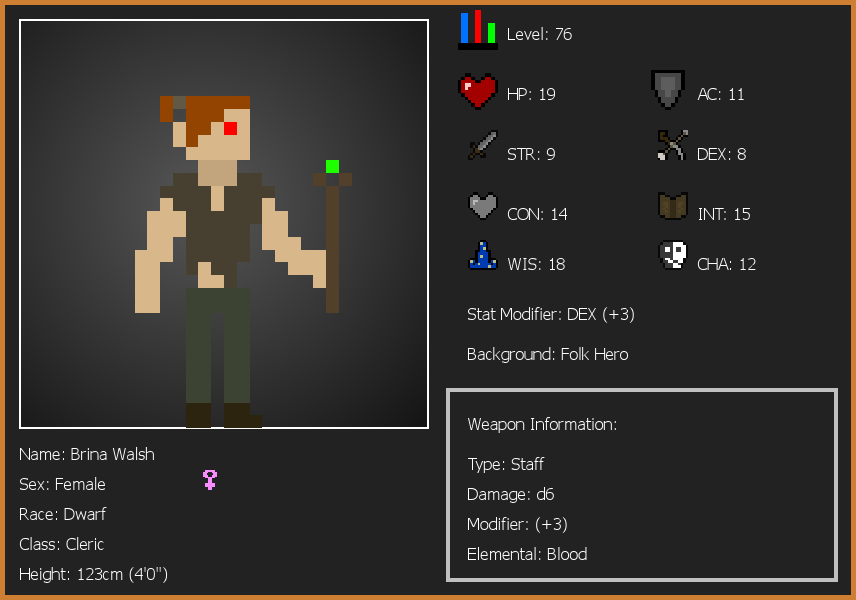 Level: 76
HP: 19
AC: 11
STR: 9
DEX: 8
CON: 14
INT: 15
WIS: 18
CHA: 12
Stat Modifier: DEX (+3)
Background: Folk Hero
Weapon Information:
Type: Staff
Damage: d6
Modifier: (+3)
Elemental: Blood
Name: Brina Walsh
Sex: Female
Race: Dwarf
Class: Cleric
Height: 123cm (4'0")